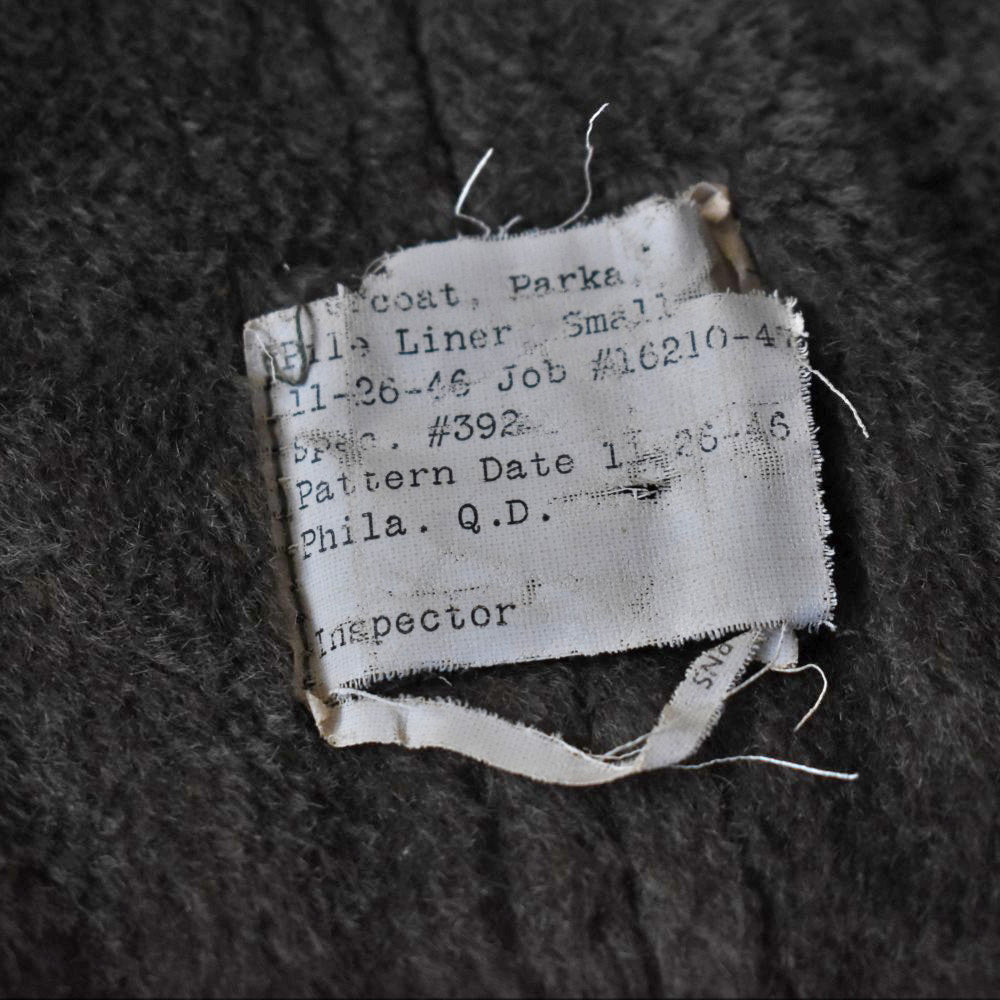 coat, Parka,
Pile Liner, Small
11-26-46 Job #16210-4
Spec. #392
Pattern Date 11-26-46
Phila. Q.D.
Inspector